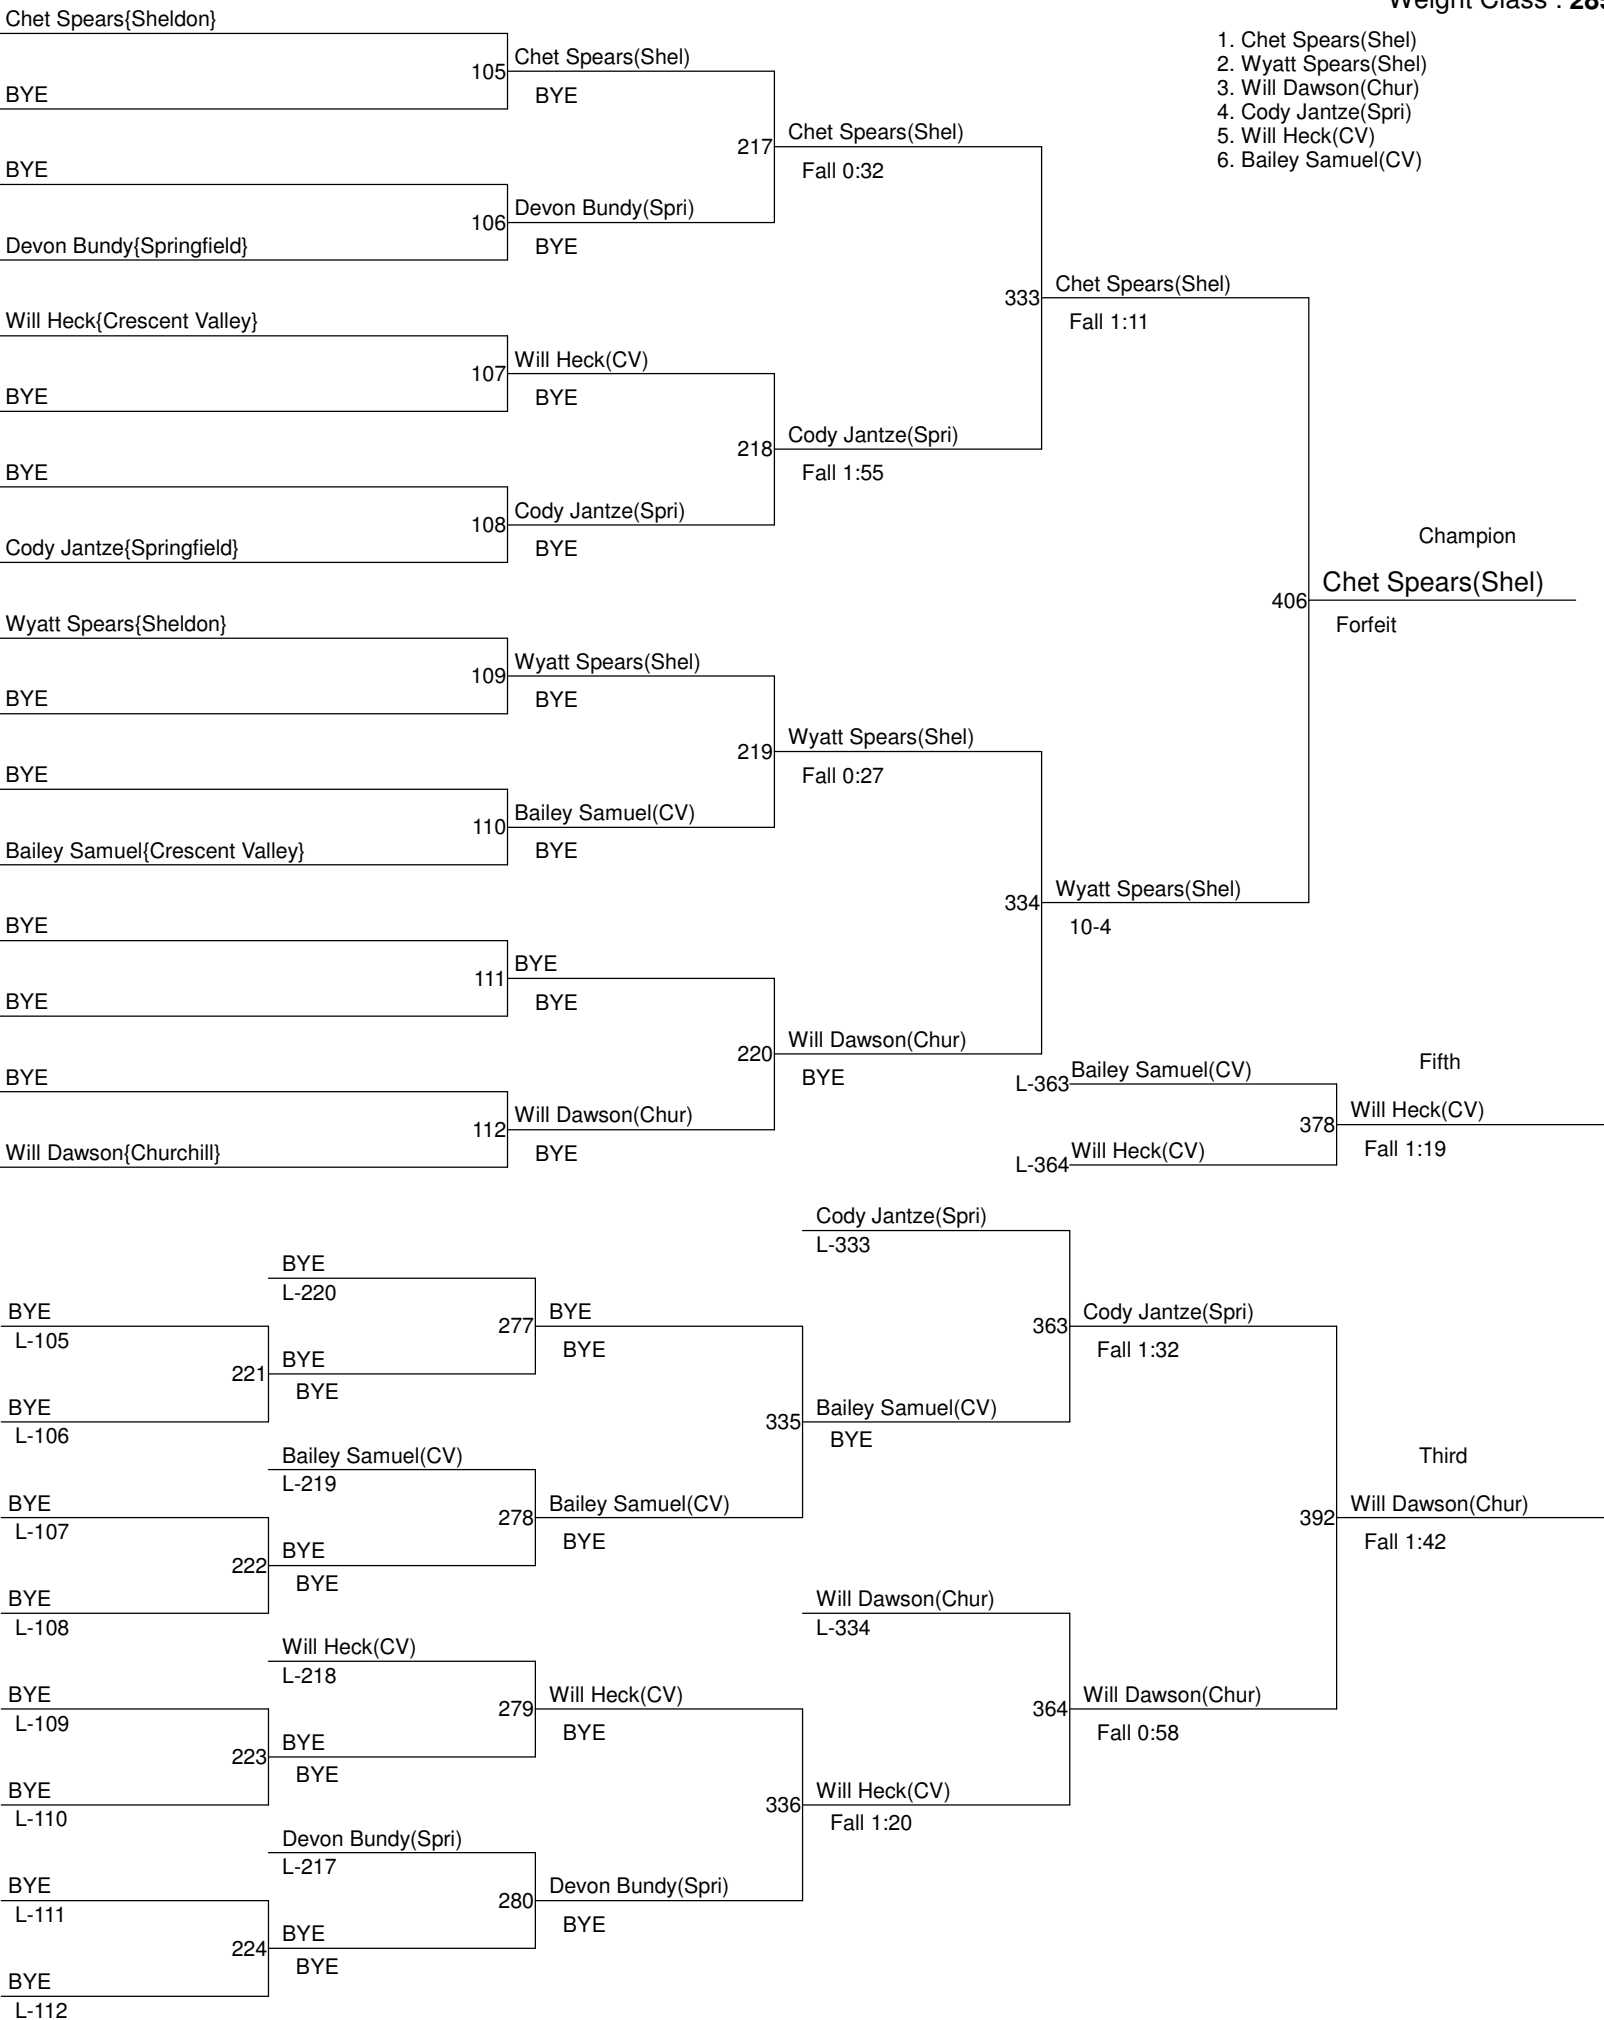 Weight Class : 285
1. Chet Spears(Shel)
2. Wyatt Spears(Shel)
3. Will Dawson(Chur)
4. Cody Jantze(Spri)
5. Will Heck(CV)
6. Bailey Samuel(CV)
Chet Spears{Sheldon}
BYE
105
BYE
Devon Bundy{Springfield}
106
Will Heck{Crescent Valley}
BYE
107
BYE
Cody Jantze{Springfield}
108
Wyatt Spears{Sheldon}
BYE
109
BYE
Bailey Samuel{Crescent Valley}
110
BYE
BYE
111
BYE
Will Dawson{Churchill}
112
Chet Spears(Shel)
BYE
217
Devon Bundy(Spri)
BYE
Will Heck(CV)
BYE
218
Cody Jantze(Spri)
BYE
Wyatt Spears(Shel)
BYE
219
Bailey Samuel(CV)
BYE
BYE
BYE
220
Will Dawson(Chur)
BYE
Chet Spears(Shel)
Fall 0:32
333
Cody Jantze(Spri)
Fall 1:55
Wyatt Spears(Shel)
Fall 0:27
334
Will Dawson(Chur)
BYE
Chet Spears(Shel)
Fall 1:11
406
Wyatt Spears(Shel)
10-4
Champion
Chet Spears(Shel)
Forfeit
L-363
Bailey Samuel(CV)
378
L-364
Will Heck(CV)
Fifth
Will Heck(CV)
Fall 1:19
BYE
L-105
221
BYE
L-106
BYE
L-107
222
BYE
L-108
BYE
L-109
223
BYE
L-110
BYE
L-111
224
BYE
L-112
BYE
L-220
277
BYE
BYE
Bailey Samuel(CV)
L-219
278
BYE
BYE
Will Heck(CV)
L-218
279
BYE
BYE
Devon Bundy(Spri)
L-217
280
BYE
BYE
BYE
BYE
335
Bailey Samuel(CV)
BYE
Will Heck(CV)
BYE
336
Devon Bundy(Spri)
BYE
Cody Jantze(Spri)
L-333
363
Bailey Samuel(CV)
BYE
Will Dawson(Chur)
L-334
364
Will Heck(CV)
Fall 1:20
Cody Jantze(Spri)
Fall 1:32
392
Will Dawson(Chur)
Fall 0:58
Third
Will Dawson(Chur)
Fall 1:42